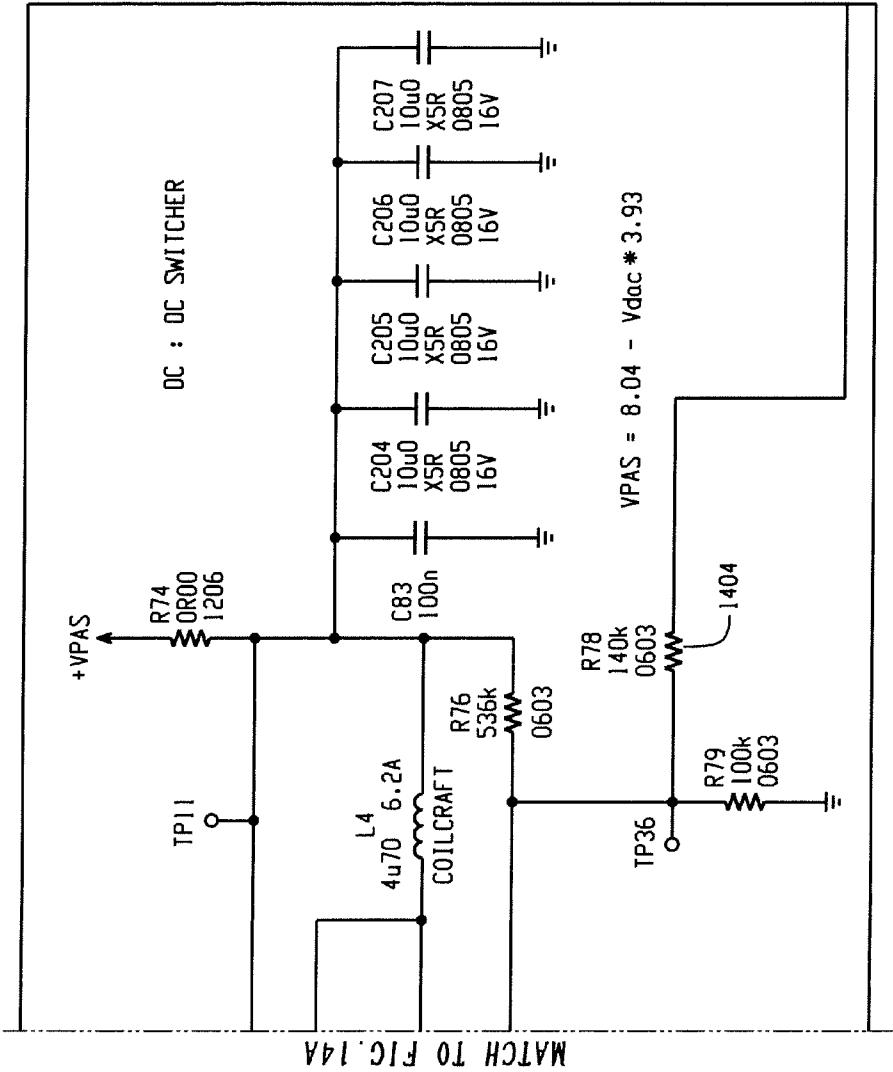 DC : DC SWITCHER
+VPAS
R74
0R00
1206
TP11
L4
4u70 6.2A
COILCRAFT
C83
100n
C204
10u0
X5R
0805
16V
C205
10u0
X5R
0805
16V
C206
10u0
X5R
0805
16V
C207
10u0
X5R
0805
16V
R76
536k
0603
VPAS = 8.04 - Vdac * 3.93
R78
140k
0603
1404
R79
100k
0603
TP36
MATCH TO FIG. 14A